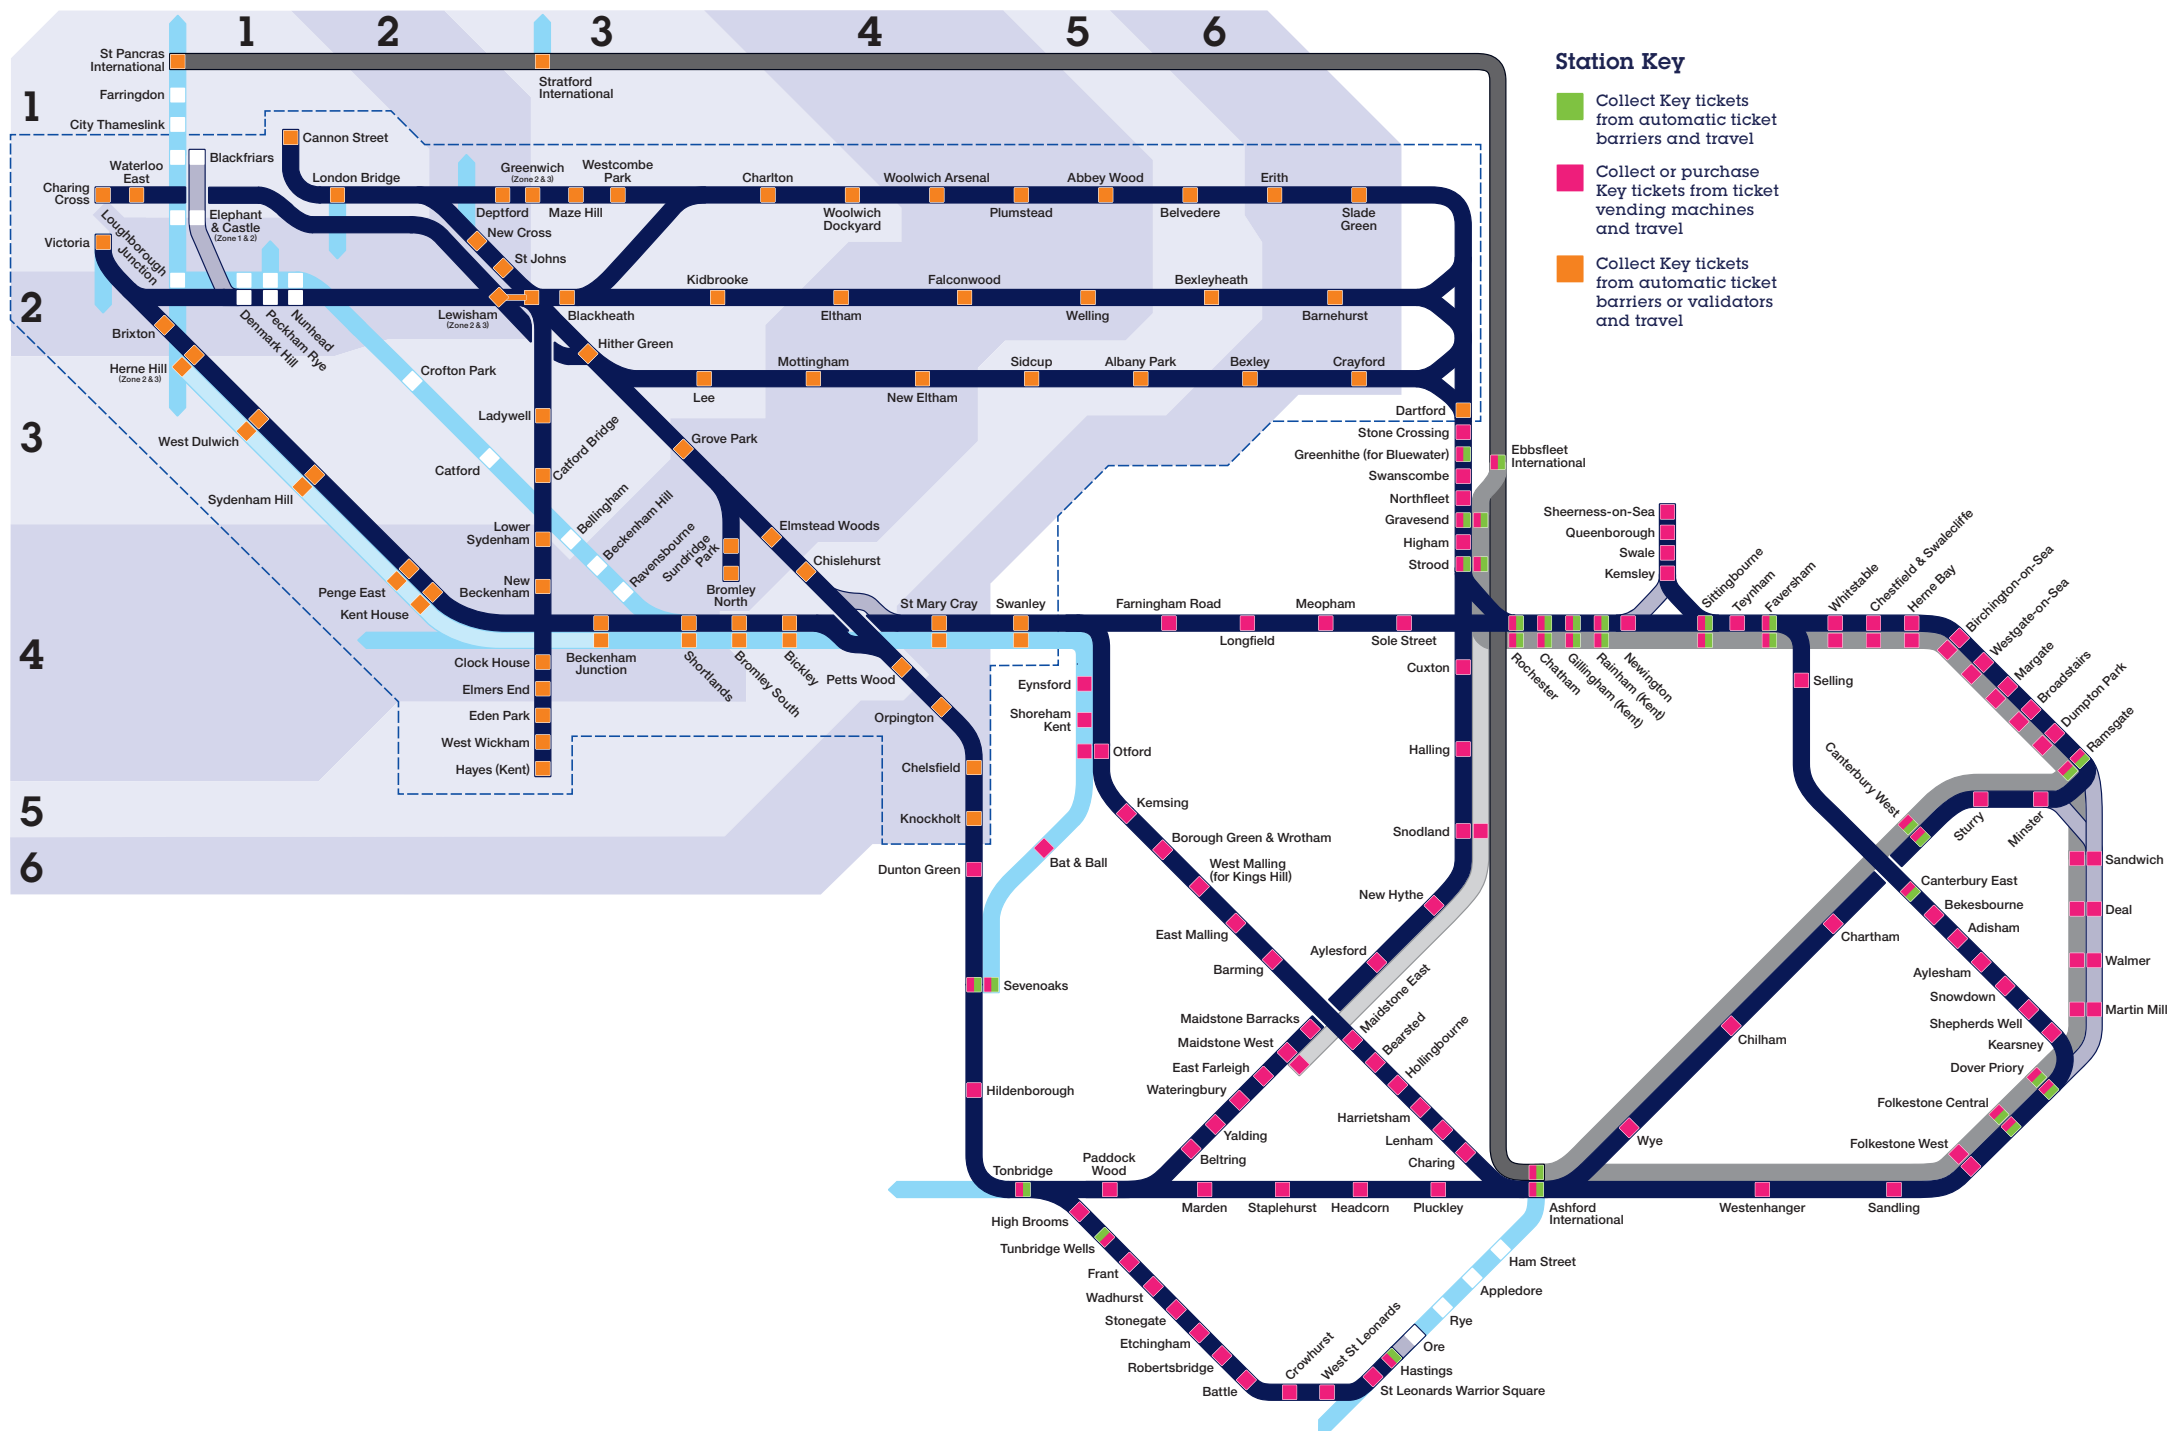 1
2
3
4
5
6
1
2
3
4
5
6
Station Key
Collect Key tickets
from automatic ticket
barriers and travel
Collect or purchase
Key tickets from ticket
vending machines
and travel
Collect Key tickets
from automatic ticket
barriers or validators
and travel
St Pancras
International
Stratford
International
Farringdon
City Thameslink
Cannon Street
Waterloo
East
Blackfriars
Charing
Cross
London Bridge
Elephant
& Castle
(Zone 1 & 2)
Victoria
Loughborough
Junction
Greenwich
(Zone 2 & 3)
Westcombe
Park
Deptford
Maze Hill
New Cross
St Johns
Charlton
Woolwich
Dockyard
Woolwich Arsenal
Plumstead
Abbey Wood
Belvedere
Erith
Slade
Green
Denmark Hill
Peckham Rye
Nunhead
Lewisham
(Zone 2 & 3)
Blackheath
Kidbrooke
Eltham
Falconwood
Welling
Bexleyheath
Barnehurst
Brixton
Herne Hill
(Zone 2 & 3)
West Dulwich
Sydenham Hill
Penge East
Kent House
Crofton Park
Catford
Bellingham
Beckenham Hill
Ravensbourne
Hither Green
Lee
Mottingham
New Eltham
Sidcup
Albany Park
Bexley
Crayford
Ladywell
Catford Bridge
Lower
Sydenham
New
Beckenham
Clock House
Elmers End
Eden Park
West Wickham
Hayes (Kent)
Grove Park
Sundridge
Park
Bromley
North
Elmstead Woods
Chislehurst
Beckenham
Junction
Shortlands
Bromley South
Bickley
Petts Wood
Orpington
Chelsfield
Knockholt
Dunton Green
Sevenoaks
Hildenborough
St Mary Cray
Swanley
Farningham Road
Longfield
Meopham
Sole Street
Eynsford
Shoreham
Kent
Otford
Bat & Ball
Kemsing
Borough Green & Wrotham
West Malling
(for Kings Hill)
East Malling
Barming
Maidstone East
Bearsted
Hollingbourne
Harrietsham
Lenham
Charing
Dartford
Stone Crossing
Greenhithe (for Bluewater)
Swanscombe
Northfleet
Gravesend
Higham
Strood
Ebbsfleet
International
Cuxton
Halling
Snodland
New Hythe
Aylesford
Maidstone Barracks
Maidstone West
East Farleigh
Wateringbury
Yalding
Beltring
Sheerness-on-Sea
Queenborough
Swale
Kemsley
Rochester
Chatham
Gillingham (Kent)
Rainham (Kent)
Newington
Sittingbourne
Teynham
Faversham
Whitstable
Chestfield & Swalecliffe
Herne Bay
Birchington-on-Sea
Westgate-on-Sea
Margate
Broadstairs
Dumpton Park
Ramsgate
Selling
Canterbury West
Sturry
Minster
Sandwich
Deal
Walmer
Martin Mill
Canterbury East
Bekesbourne
Adisham
Aylesham
Snowdown
Shepherds Well
Kearsney
Dover Priory
Folkestone Central
Folkestone West
Chartham
Chilham
Wye
Tonbridge
Paddock
Wood
Marden
Staplehurst
Headcorn
Pluckley
Ashford
International
Westenhanger
Sandling
High Brooms
Tunbridge Wells
Frant
Wadhurst
Stonegate
Etchingham
Robertsbridge
Battle
Crowhurst
West St Leonards
St Leonards Warrior Square
Hastings
Ore
Rye
Appledore
Ham Street